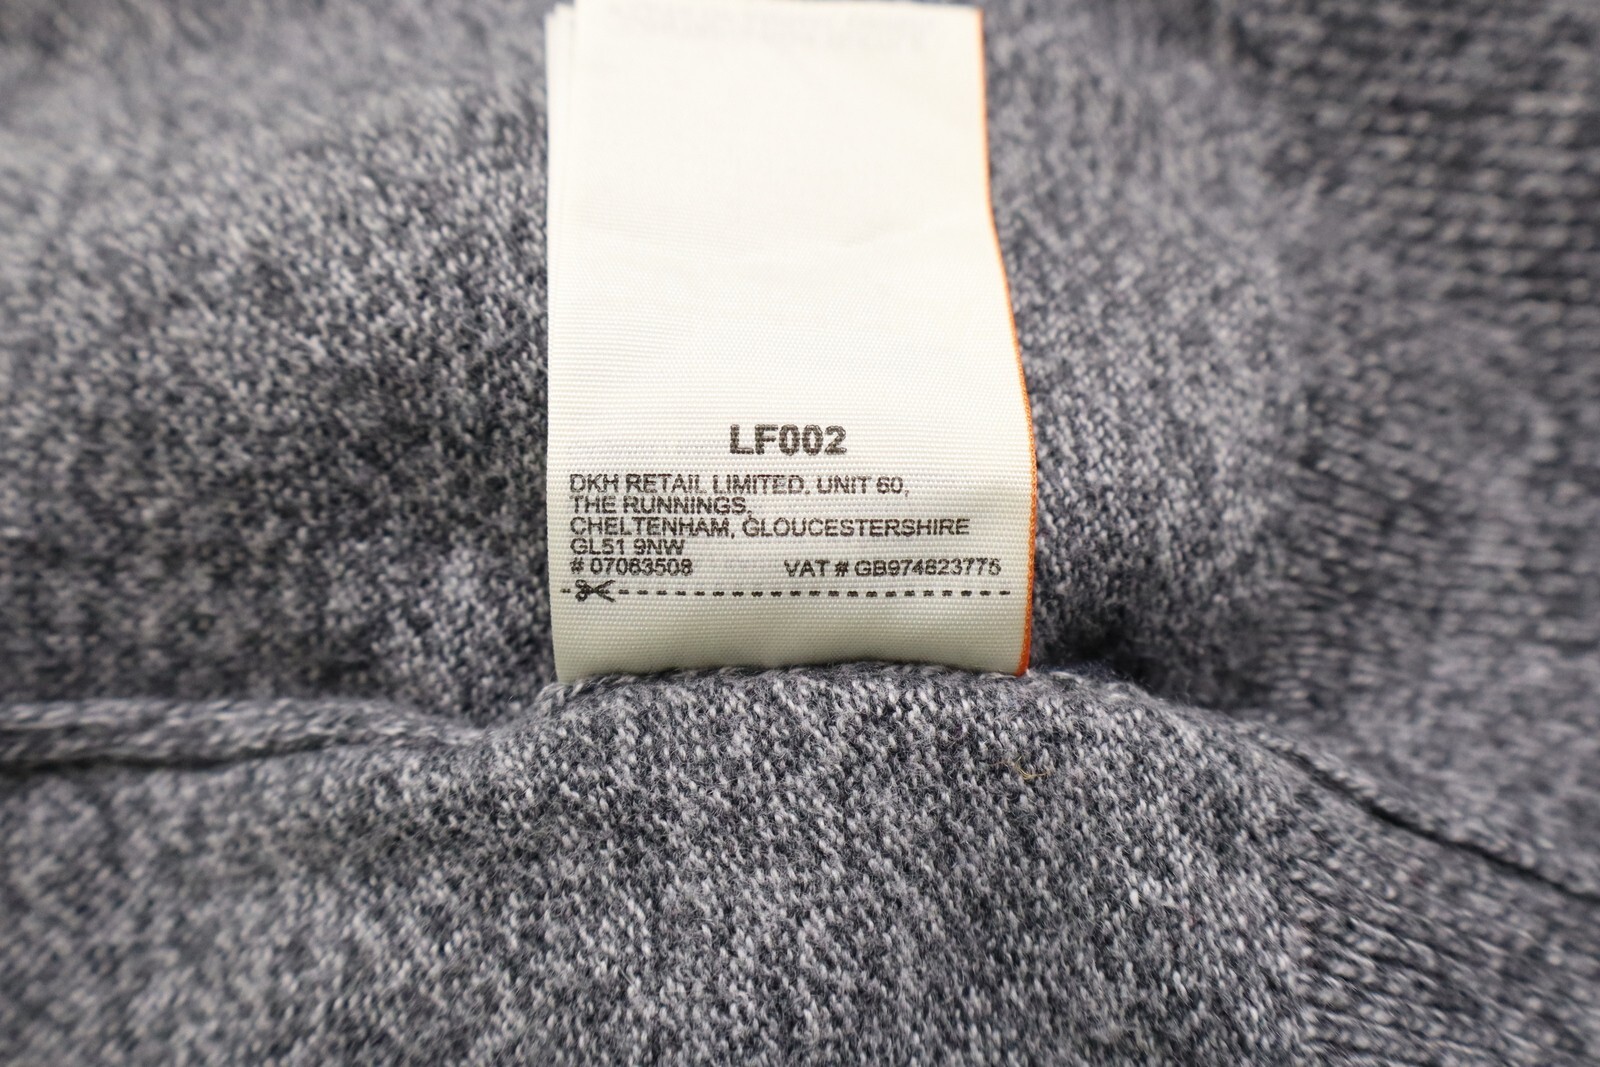 LF002
DKH RETAIL LIMITED. UNIT 60,
THE RUNNINGS,
CHELTENHAM, GLOUCESTERSHIRE
GL51 9NW
# 07063508 VAT # GB974623775